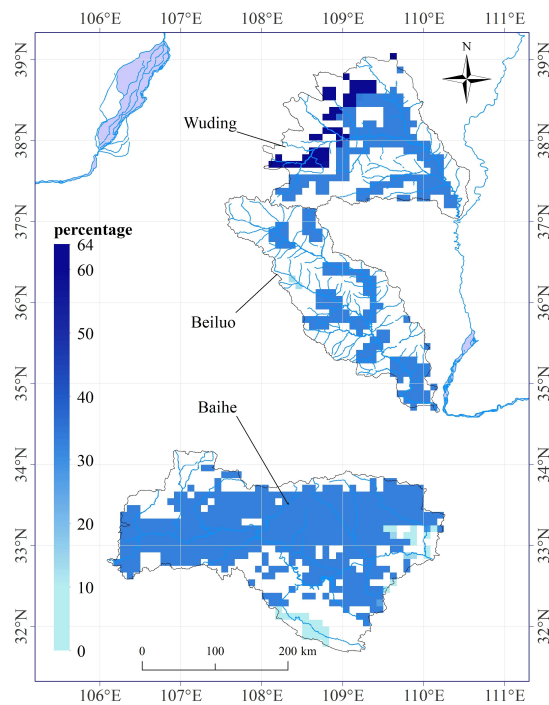 106°E 107°E 108°E 109°E 110°E 111°E
39°N 39°N
N
Wuding
38°N 38°N
37°N 37°N
percentage
64
60
50
40
30
20
10
0
36°N 36°N
Beiluo
35°N 35°N
Baihe
34°N 34°N
33°N 33°N
32°N 32°N
0 100 200 km
106°E 107°E 108°E 109°E 110°E 111°E